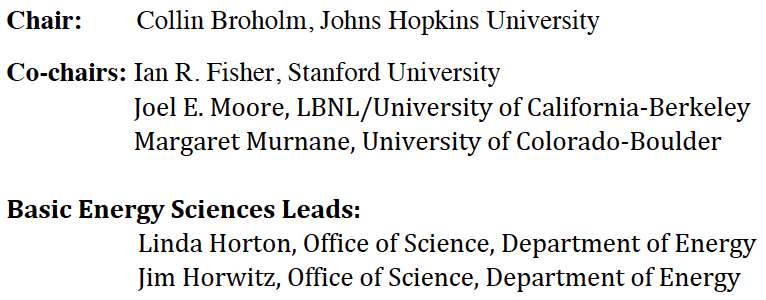 Chair: Collin Broholm, Johns Hopkins University
Co-chairs: Ian R. Fisher, Stanford University
Joel E. Moore, LBNL/University of California-Berkeley
Margaret Murnane, University of Colorado-Boulder
Basic Energy Sciences Leads:
Linda Horton, Office of Science, Department of Energy
Jim Horwitz, Office of Science, Department of Energy